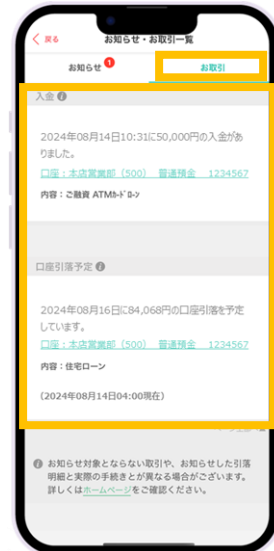 戻る
お知らせ・お取引一覧
お知らせ 1
お取引
入金
2024年08月14日10:31に50,000円の入金があ
りました。
口座：本店営業部（500） 普通預金 1234567
内容：ご融資 ATMｶｰﾄﾞﾛｰﾝ
口座引落予定
2024年08月16日に84,068円の口座引落を予定
しています。
口座：本店営業部（500） 普通預金 1234567
内容：住宅ローン
（2024年08月14日04:00現在）
お知らせ対象とならない取引や、お知らせした引落
明細と実際の手続きとが異なる場合がございます。
詳しくはホームページをご確認ください。